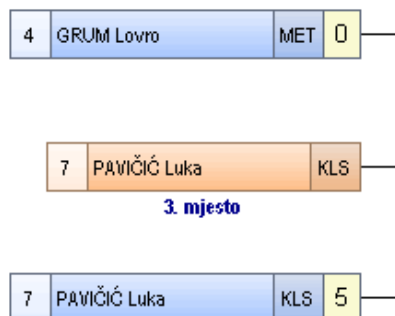 4 GRUM Lovro MET 0
7 PAVIČIĆ Luka KLS
3. mjesto
7 PAVIČIĆ Luka KLS 5